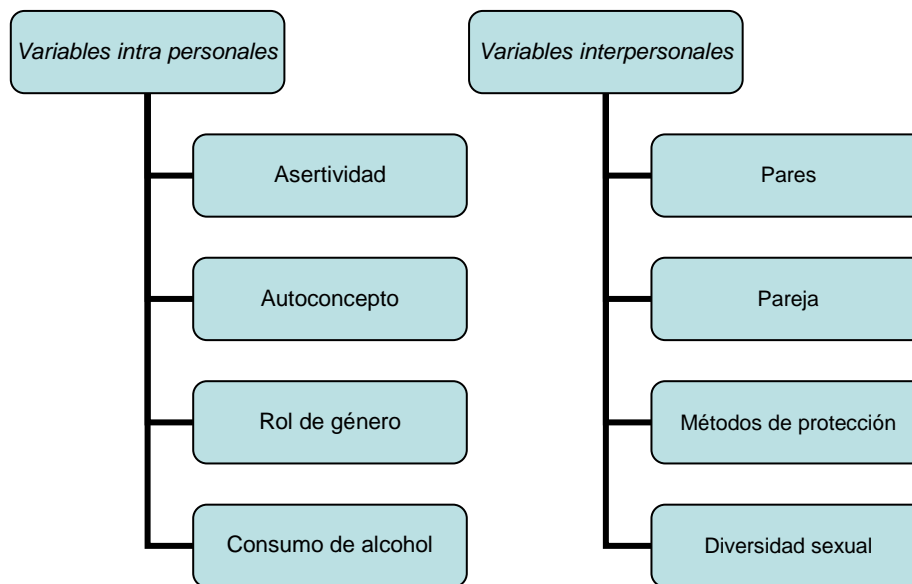 Variables intra personales
Asertividad
Autoconcepto
Rol de género
Consumo de alcohol
Variables interpersonales
Pares
Pareja
Métodos de protección
Diversidad sexual